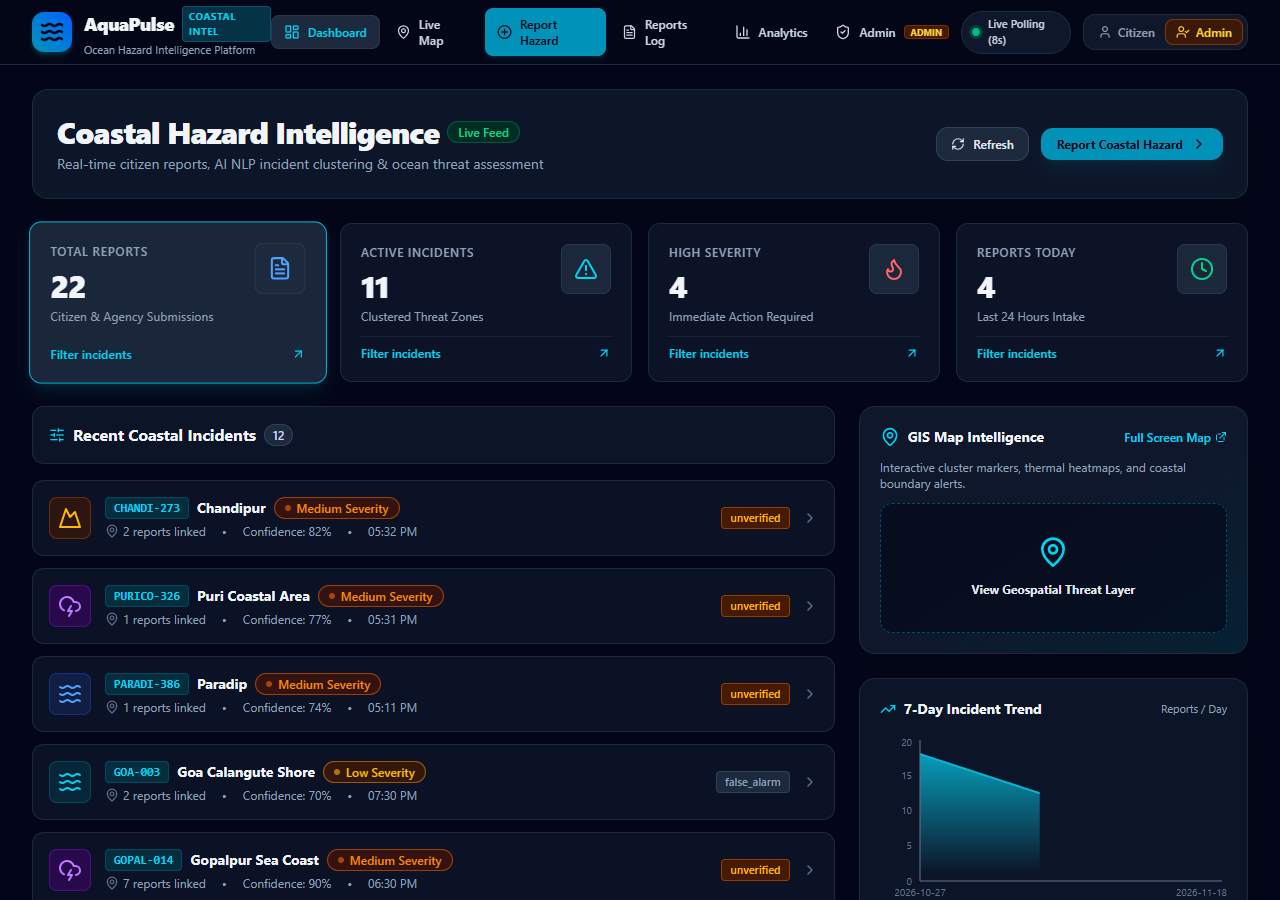 AquaPulse
COASTAL
INTEL
Ocean Hazard Intelligence Platform
Dashboard
Live
Map
Report
Hazard
Reports
Log
Analytics
Admin ADMIN
Live Polling
(8s)
Citizen
Admin
Coastal Hazard Intelligence
Live Feed
Real-time citizen reports, AI NLP incident clustering & ocean threat assessment
Refresh
Report Coastal Hazard
TOTAL REPORTS
22
Citizen & Agency Submissions
Filter incidents
ACTIVE INCIDENTS
11
Clustered Threat Zones
Filter incidents
HIGH SEVERITY
4
Immediate Action Required
Filter incidents
REPORTS TODAY
4
Last 24 Hours Intake
Filter incidents
Recent Coastal Incidents 12
CHANDI-273 Chandipur • Medium Severity
2 reports linked • Confidence: 82% • 05:32 PM
unverified
PURICO-326 Puri Coastal Area • Medium Severity
1 reports linked • Confidence: 77% • 05:31 PM
unverified
PARADI-386 Paradip • Medium Severity
1 reports linked • Confidence: 74% • 05:11 PM
unverified
GOA-003 Goa Calangute Shore • Low Severity
2 reports linked • Confidence: 70% • 07:30 PM
false_alarm
GOPAL-014 Gopalpur Sea Coast • Medium Severity
7 reports linked • Confidence: 90% • 06:30 PM
unverified
GIS Map Intelligence
Full Screen Map
Interactive cluster markers, thermal heatmaps, and coastal
boundary alerts.
View Geospatial Threat Layer
7-Day Incident Trend
Reports / Day
20
15
10
5
0
2026-10-27
2026-11-18